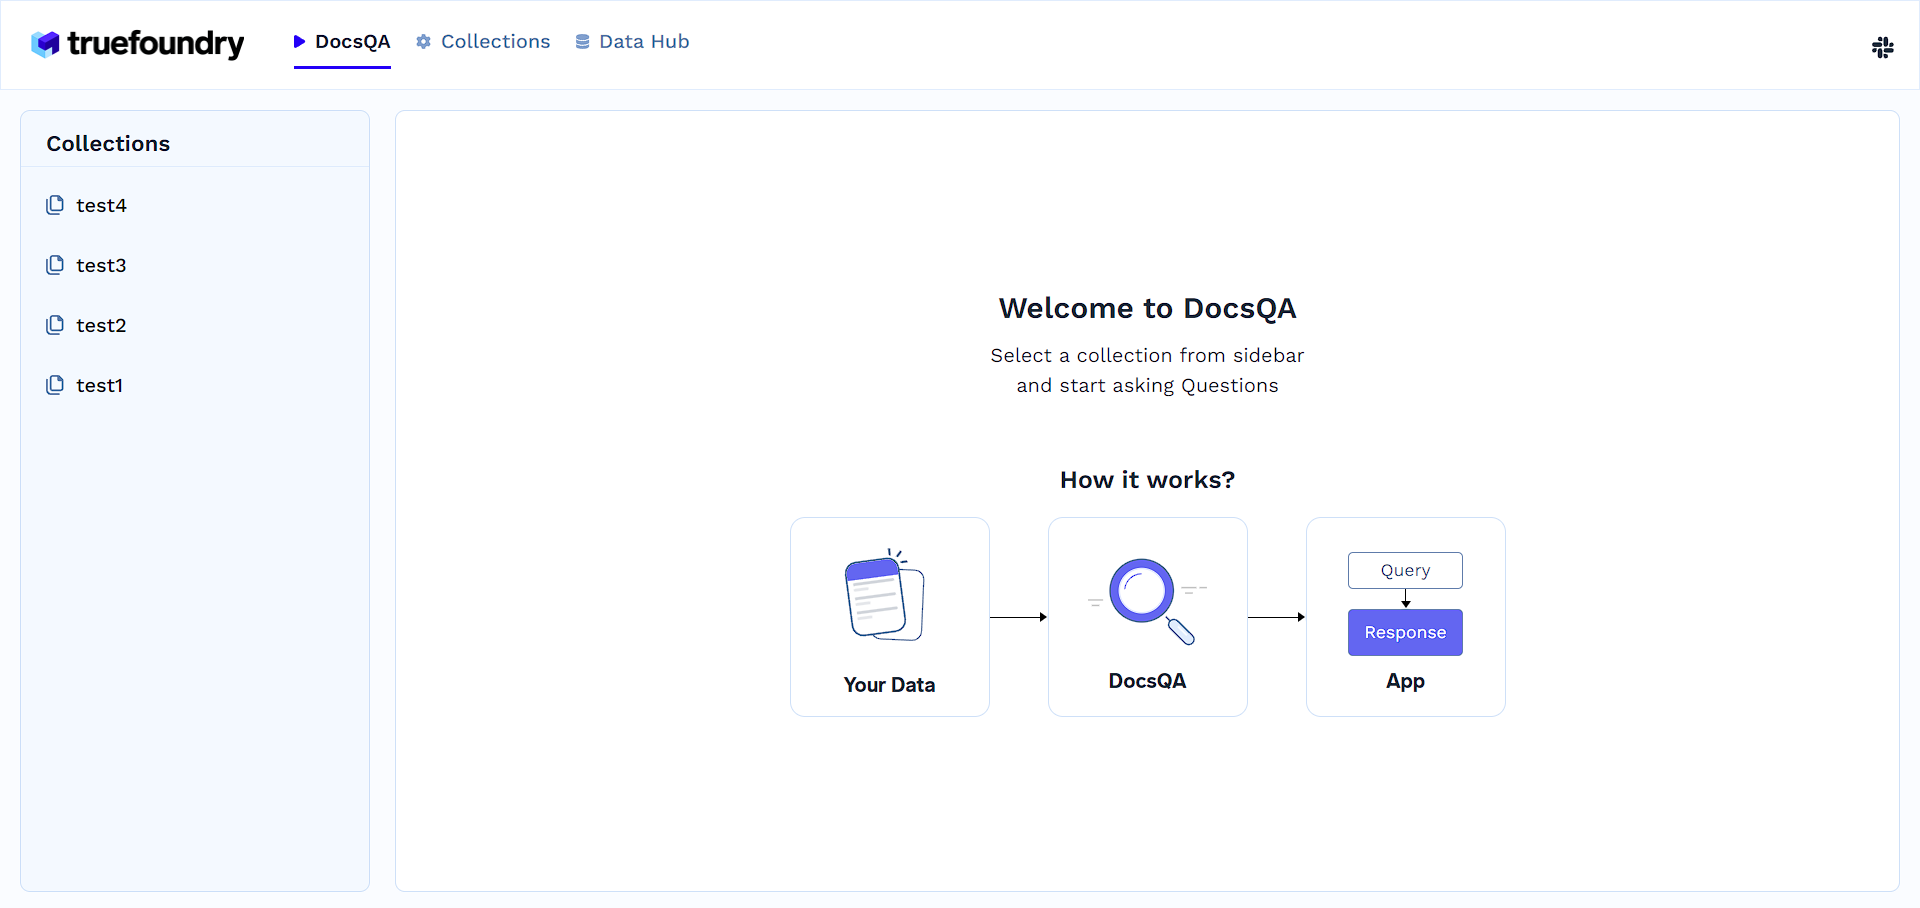 truefoundry
DocsQA
Collections
Data Hub
Collections
test4
test3
test2
test1
Welcome to DocsQA
Select a collection from sidebar
and start asking Questions
How it works?
Your Data
DocsQA
Query
Response
App